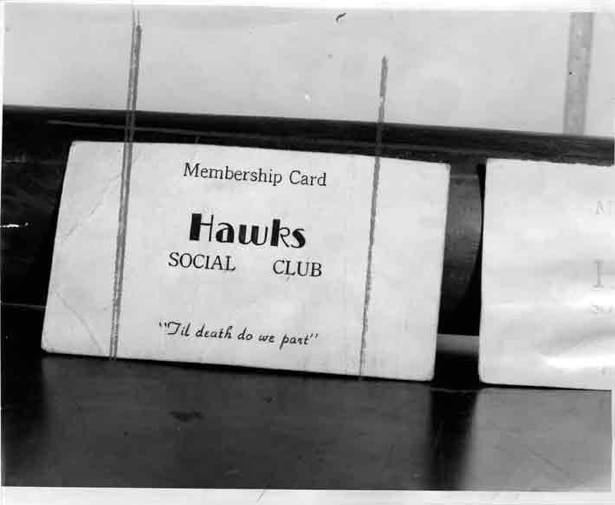 Membership Card
Hawks
SOCIAL CLUB
"Til death do we part"